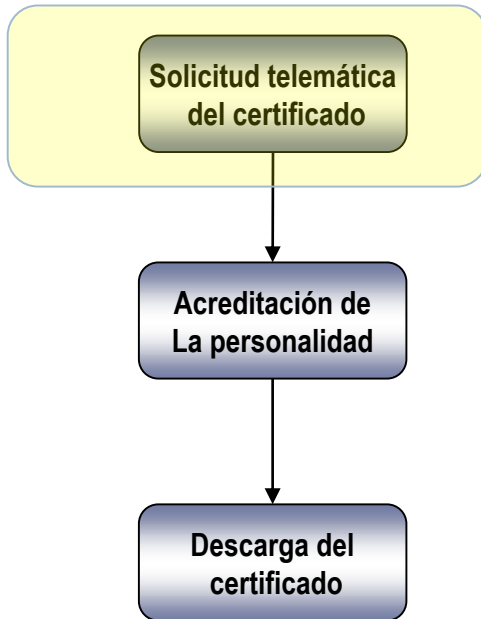 Solicitud telemática
del certificado
Acreditación de
La personalidad
Descarga del
certificado